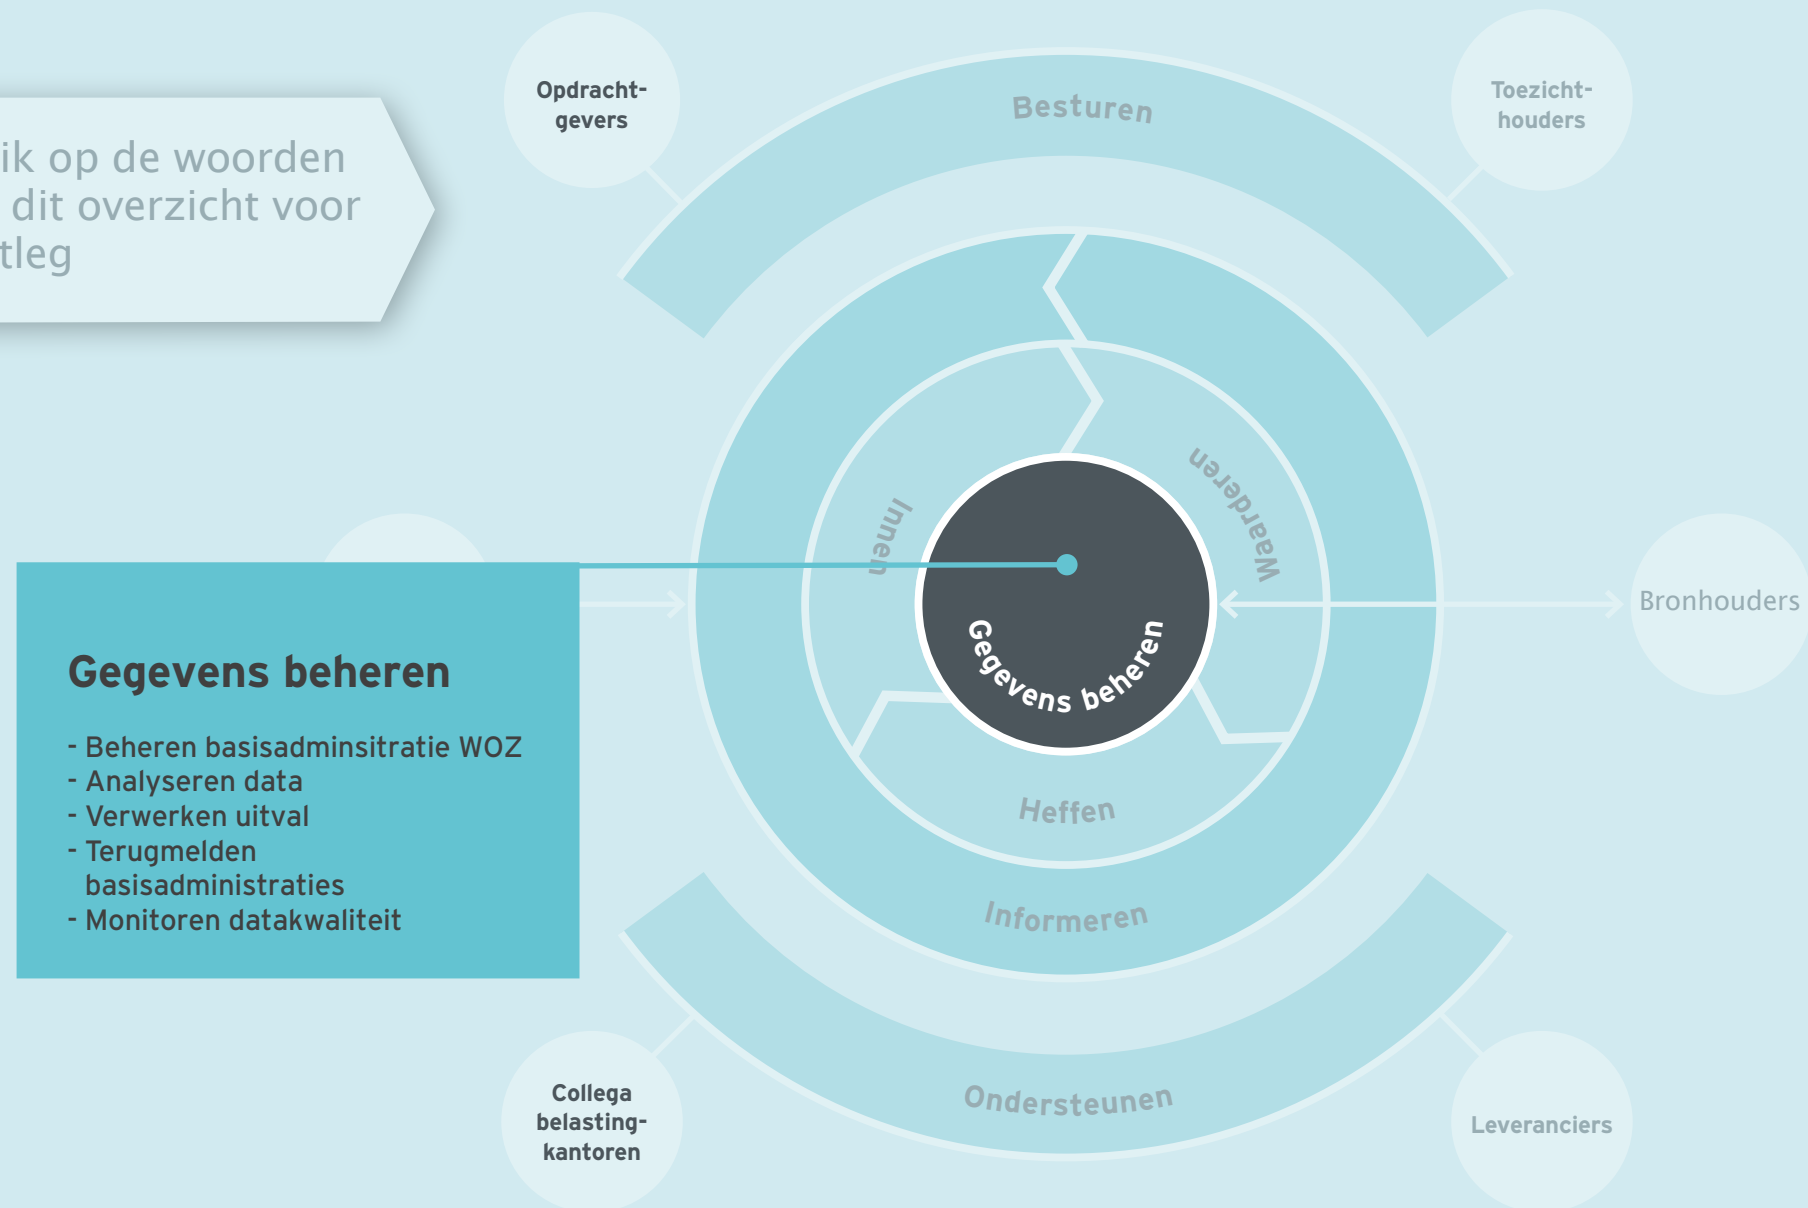 Opdracht-
gevers
Besturen
Toezicht-
houders
ik op de woorden
dit overzicht voor
tleg
Innen
Waarderen
Bronhouders
Gegevens beheren
Gegevens beheren
- Beheren basisadminsitratie WOZ
- Analyseren data
- Verwerken uitval
- Terugmelden
basisadministraties
- Monitoren datakwaliteit
Heffen
Informeren
Ondersteunen
Collega
belasting-
kantoren
Leveranciers